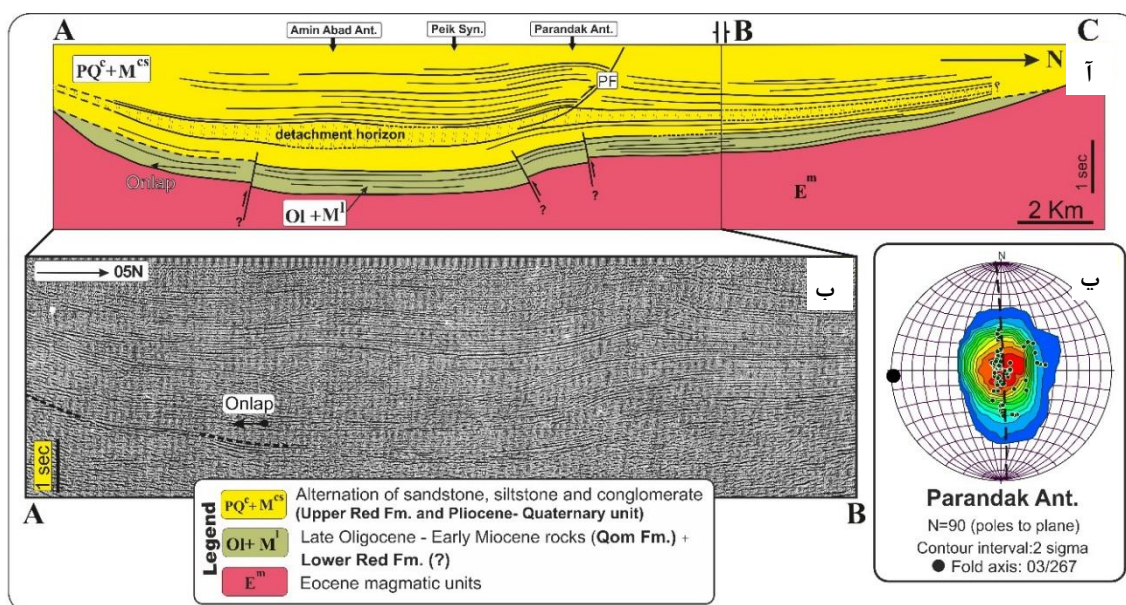 A
Amin Abad Ant.
Peik Syn.
Parandak Ant.
B
C
PQᶜ+Mᶜˢ
PF
N
آ
detachment horizon
Onlap
?
?
?
?
Ol+Mˡ
Eᵐ
1 sec
2 Km
05N
ب
Onlap
1 sec
A
B
Legend
PQᶜ+Mᶜˢ
Alternation of sandstone, siltstone and conglomerate
(Upper Red Fm. and Pliocene- Quaternary unit)
Ol+Mˡ
Late Oligocene - Early Miocene rocks (Qom Fm.) +
Lower Red Fm. (?)
Eᵐ
Eocene magmatic units
N
ي
Parandak Ant.
N=90 (poles to plane)
Contour interval:2 sigma
Fold axis: 03/267